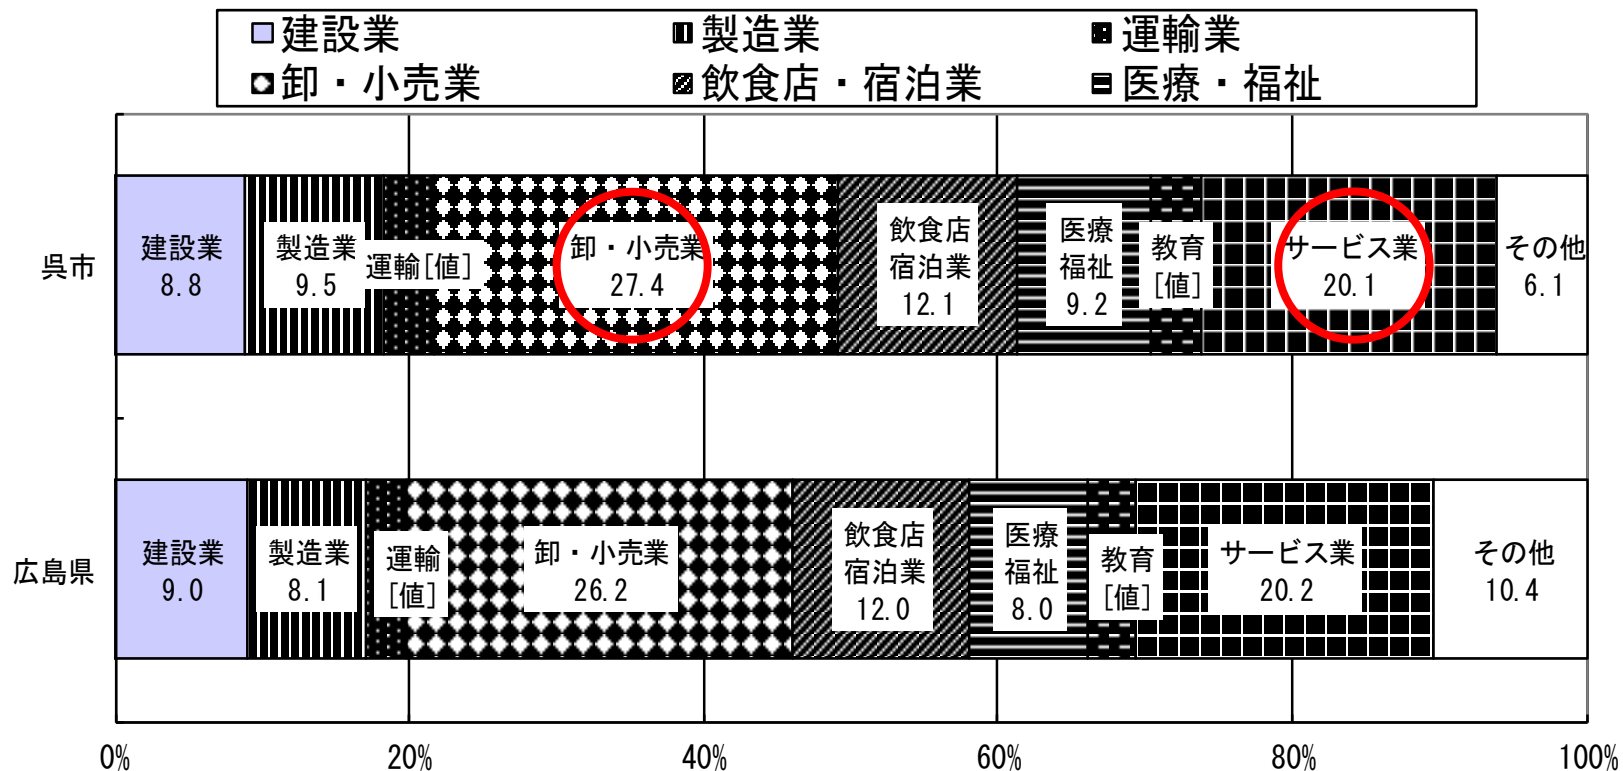 建設業 製造業 運輸業
卸・小売業 飲食店・宿泊業 医療・福祉
呉市
建設業
8.8
製造業
9.5
運輸[値]
卸・小売業
27.4
飲食店
宿泊業
12.1
医療
福祉
9.2
教育
[値]
サービス業
20.1
その他
6.1
広島県
建設業
9.0
製造業
8.1
運輸
[値]
卸・小売業
26.2
飲食店
宿泊業
12.0
医療
福祉
8.0
教育
[値]
サービス業
20.2
その他
10.4
0% 20% 40% 60% 80% 100%